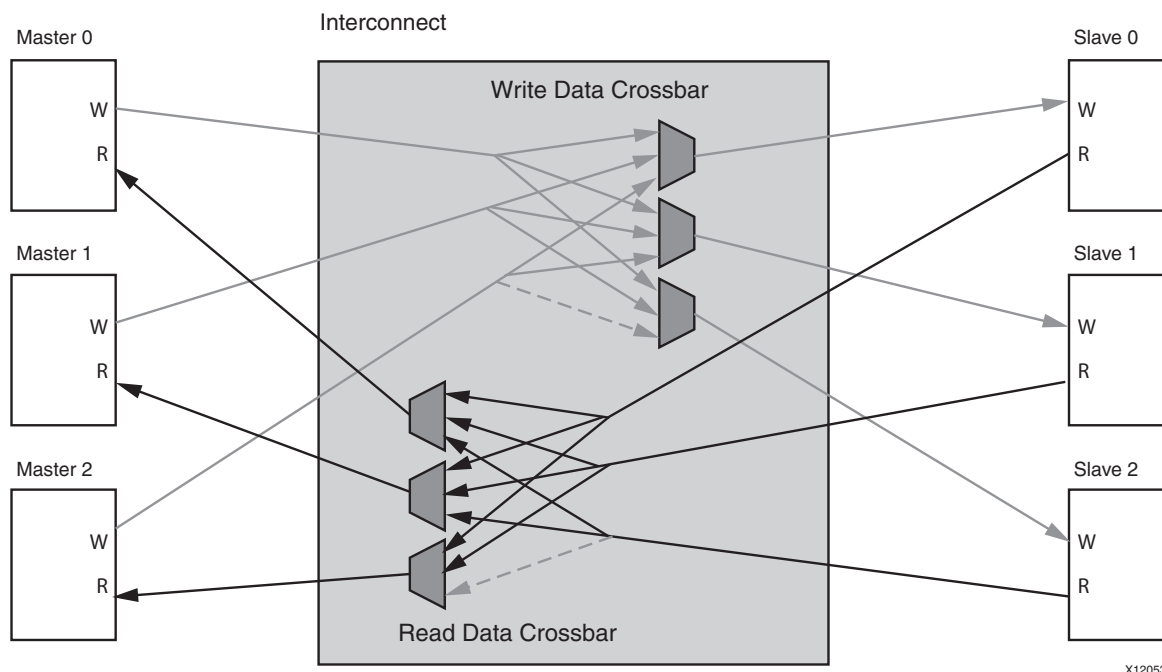 Interconnect
Master 0
Slave 0
Write Data Crossbar
W
R
W
R
Master 1
Slave 1
W
R
W
R
Master 2
Slave 2
W
R
W
R
Read Data Crossbar